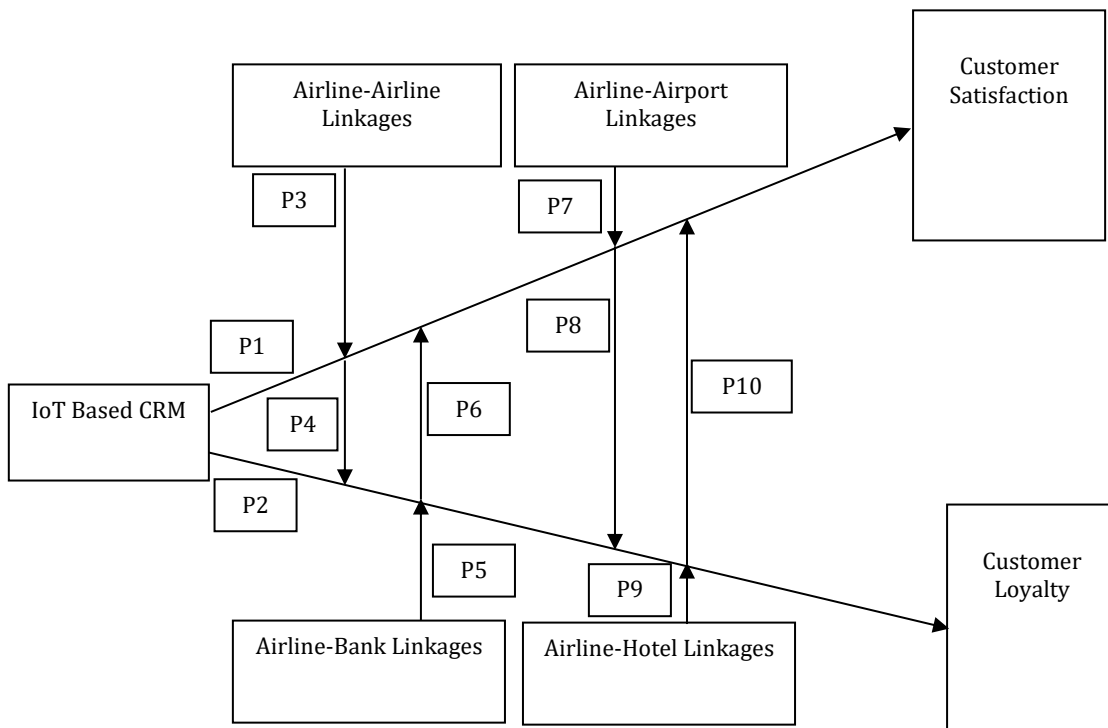 Customer
Satisfaction
Airline-Airline
Linkages
Airline-Airport
Linkages
P3
P7
P1
P8
P10
IoT Based CRM
P4
P6
P2
P5
P9
Customer
Loyalty
Airline-Bank Linkages
Airline-Hotel Linkages